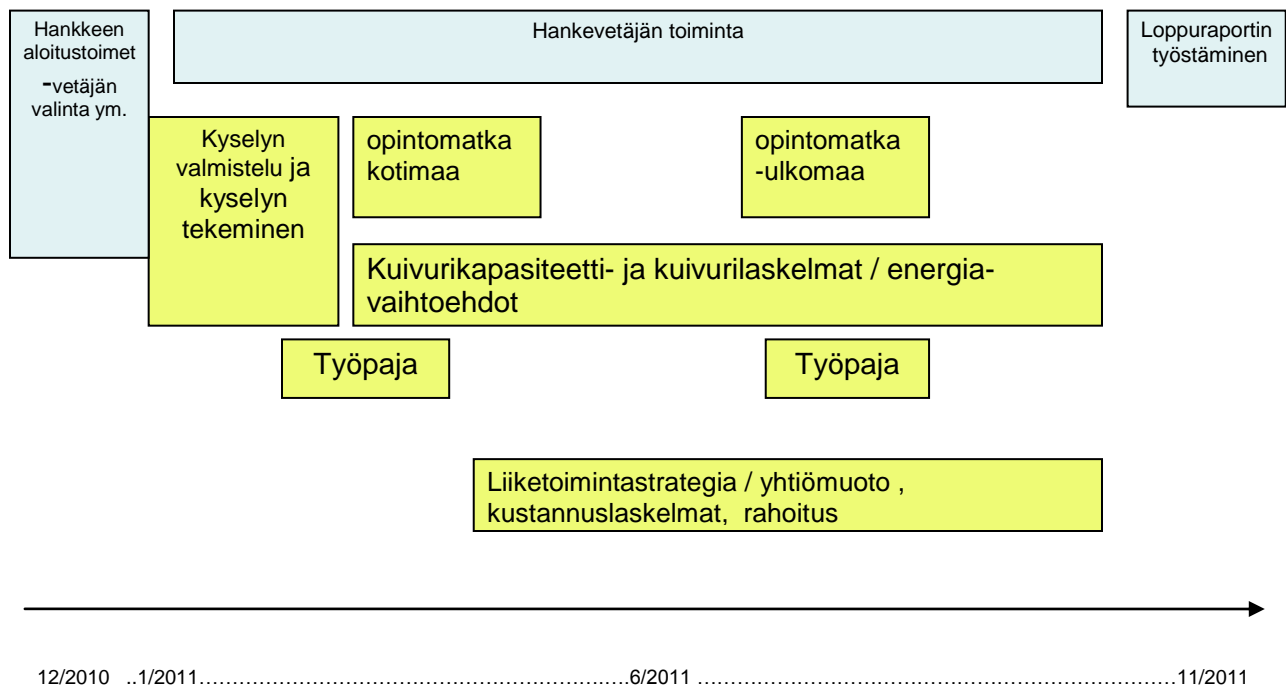 Hankkeen
aloitustoimet
-vetäjän
valinta ym.
Hankevetäjän toiminta
Loppuraportin
työstäminen
Kyselyn
valmistelu ja
kyselyn
tekeminen
opintomatka
kotimaa
opintomatka
-ulkomaa
Kuivurikapasiteetti- ja kuivurilaskelmat / energia-
vaihtoehdot
Työpaja
Työpaja
Liiketoimintastrategia / yhtiömuoto ,
kustannuslaskelmat, rahoitus
12/2010 ..1/2011……………………………………………………….6/2011 ……………………………………………………………11/2011